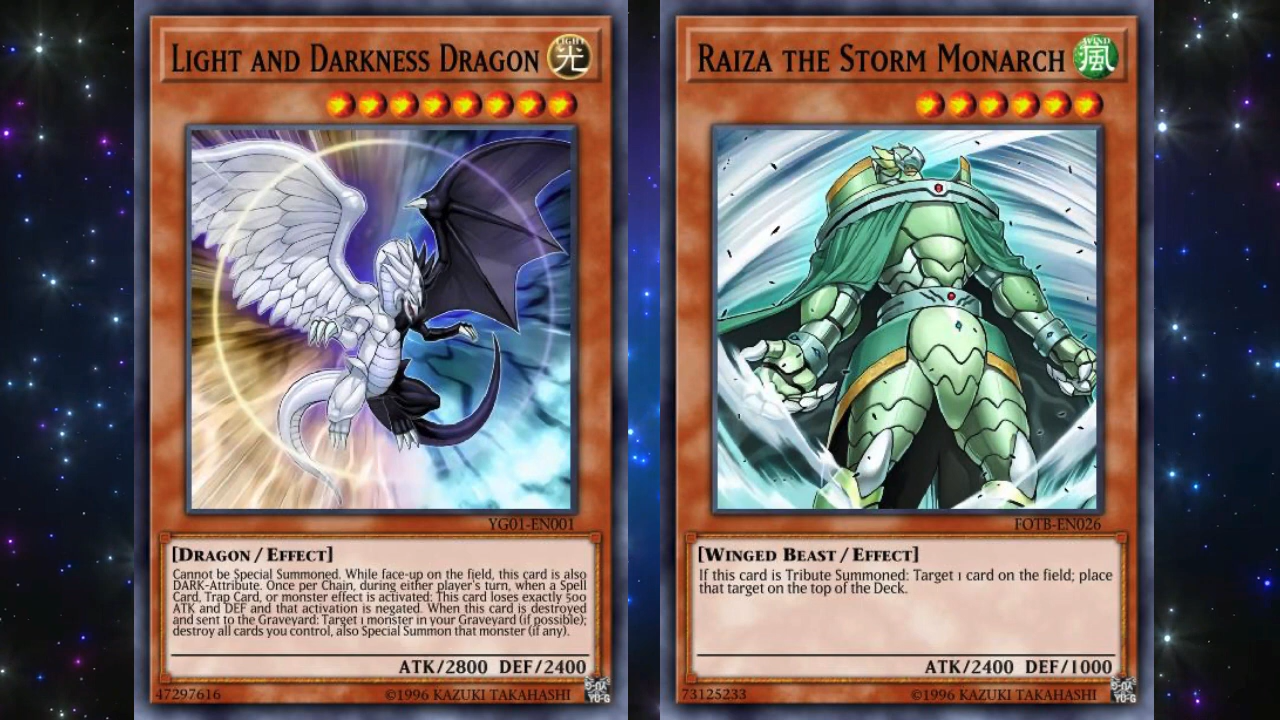 LIGHT AND DARKNESS DRAGON
LIGHT
光
YG01-EN001
[DRAGON / EFFECT]
Cannot be Special Summoned. While face-up on the field, this card is also
DARK-Attribute. Once per Chain, during either player's turn, when a Spell
Card, Trap Card, or monster effect is activated: This card loses exactly 500
ATK and DEF and that activation is negated. When this card is destroyed
and sent to the Graveyard: Target 1 monster in your Graveyard (if possible);
destroy all cards you control, also Special Summon that monster (if any).
ATK/2800 DEF/2400
47297616
©1996 KAZUKI TAKAHASHI
RAIZA THE STORM MONARCH
WIND
風
FOTB-EN026
[WINGED BEAST / EFFECT]
If this card is Tribute Summoned: Target 1 card on the field; place
that target on the top of the Deck.
ATK/2400 DEF/1000
73125233
©1996 KAZUKI TAKAHASHI